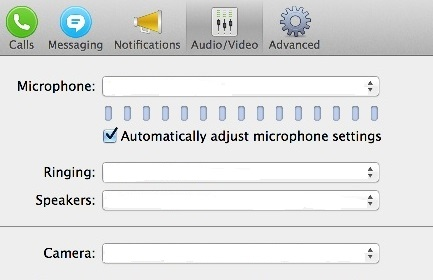 Calls Messaging Notifications Audio/Video Advanced
Microphone:
Automatically adjust microphone settings
Ringing:
Speakers:
Camera: